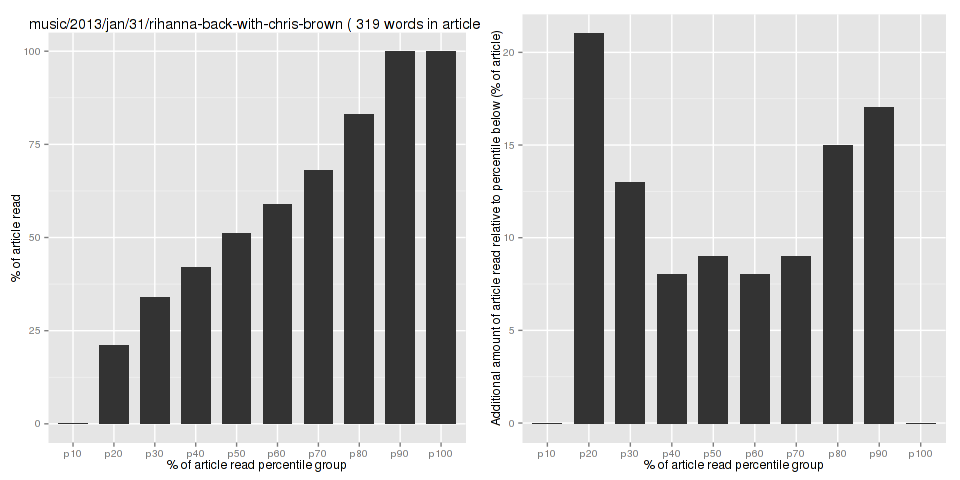 music/2013/jan/31/rihanna-back-with-chris-brown ( 319 words in article
% of article read
100
75
50
25
0
p10 p20 p30 p40 p50 p60 p70 p80 p90 p100
% of article read percentile group
Additional amount of article read relative to percentile below (% of article)
20
15
10
5
0
p10 p20 p30 p40 p50 p60 p70 p80 p90 p100
% of article read percentile group